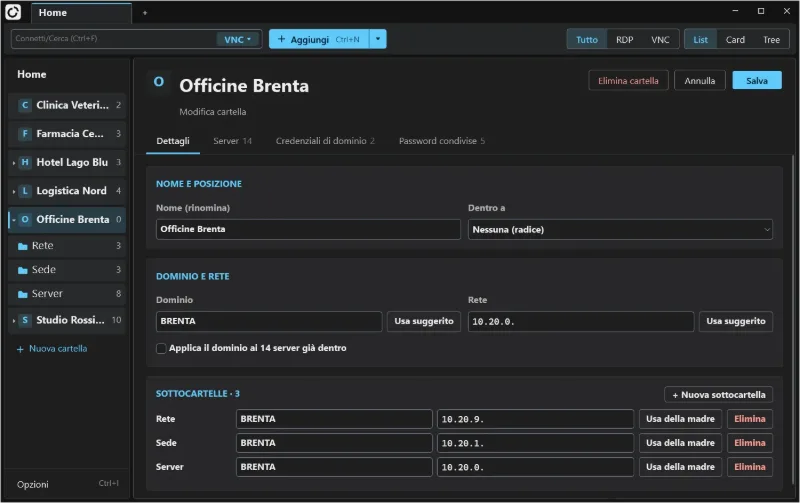 Home
+
Connetti/Cerca (Ctrl+F)
VNC
+ Aggiungi Ctrl+N
Tutto RDP VNC
List Card Tree
Home
C Clinica Veteri... 2
F Farmacia Ce... 3
H Hotel Lago Blu 3
L Logistica Nord 4
O Officine Brenta 0
Rete 3
Sede 3
Server 8
S Studio Rossi... 10
+ Nuova cartella
Opzioni Ctrl+I
O Officine Brenta
Modifica cartella
Elimina cartella Annulla Salva
Dettagli Server 14 Credenziali di dominio 2 Password condivise 5
NOME E POSIZIONE
Nome (rinomina) Dentro a
Officine Brenta Nessuna (radice)
DOMINIO E RETE
Dominio Rete
BRENTA Usa suggerito 10.20.0. Usa suggerito
Applica il dominio ai 14 server già dentro
SOTTOCARTELLE · 3 + Nuova sottocartella
Rete BRENTA 10.20.9. Usa della madre Elimina
Sede BRENTA 10.20.1. Usa della madre Elimina
Server BRENTA 10.20.0. Usa della madre Elimina